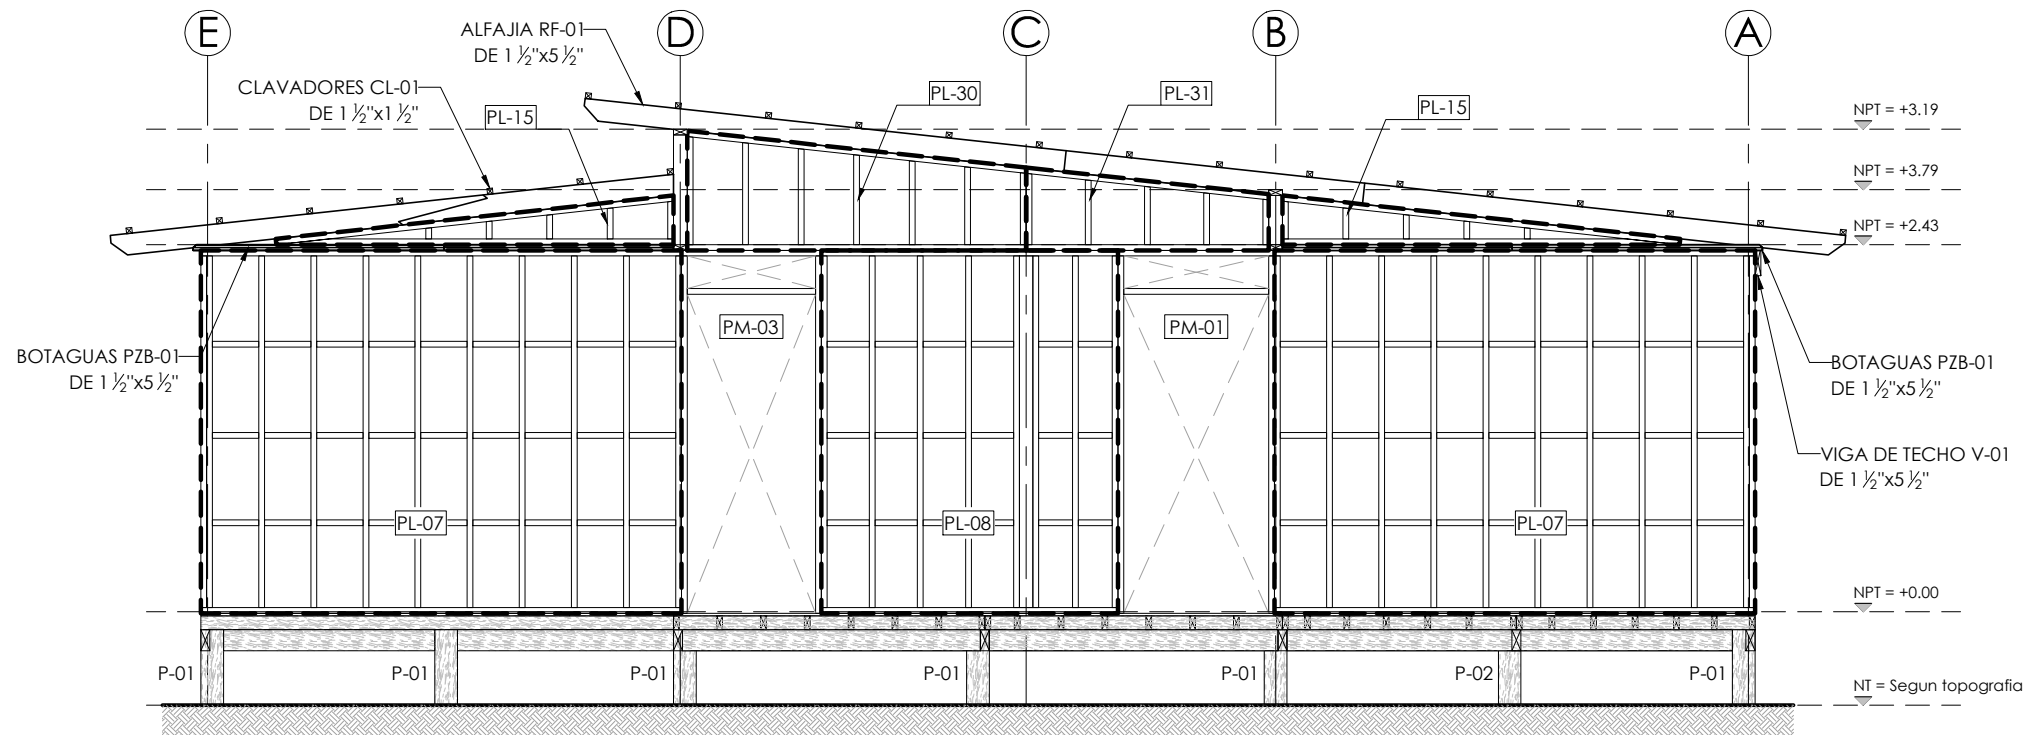 E
D
C
B
A
ALFAJIA RF-01
DE 1 ½"x5 ½"
CLAVADORES CL-01
DE 1 ½"x1 ½"
PL-15
PL-30
PL-31
PL-15
NPT = +3.19
NPT = +3.79
NPT = +2.43
PM-03
PM-01
BOTAGUAS PZB-01
DE 1 ½"x5 ½"
BOTAGUAS PZB-01
DE 1 ½"x5 ½"
VIGA DE TECHO V-01
DE 1 ½"x5 ½"
PL-07
PL-08
PL-07
NPT = +0.00
P-01
P-01
P-01
P-01
P-01
P-02
P-01
NT = Segun topografia